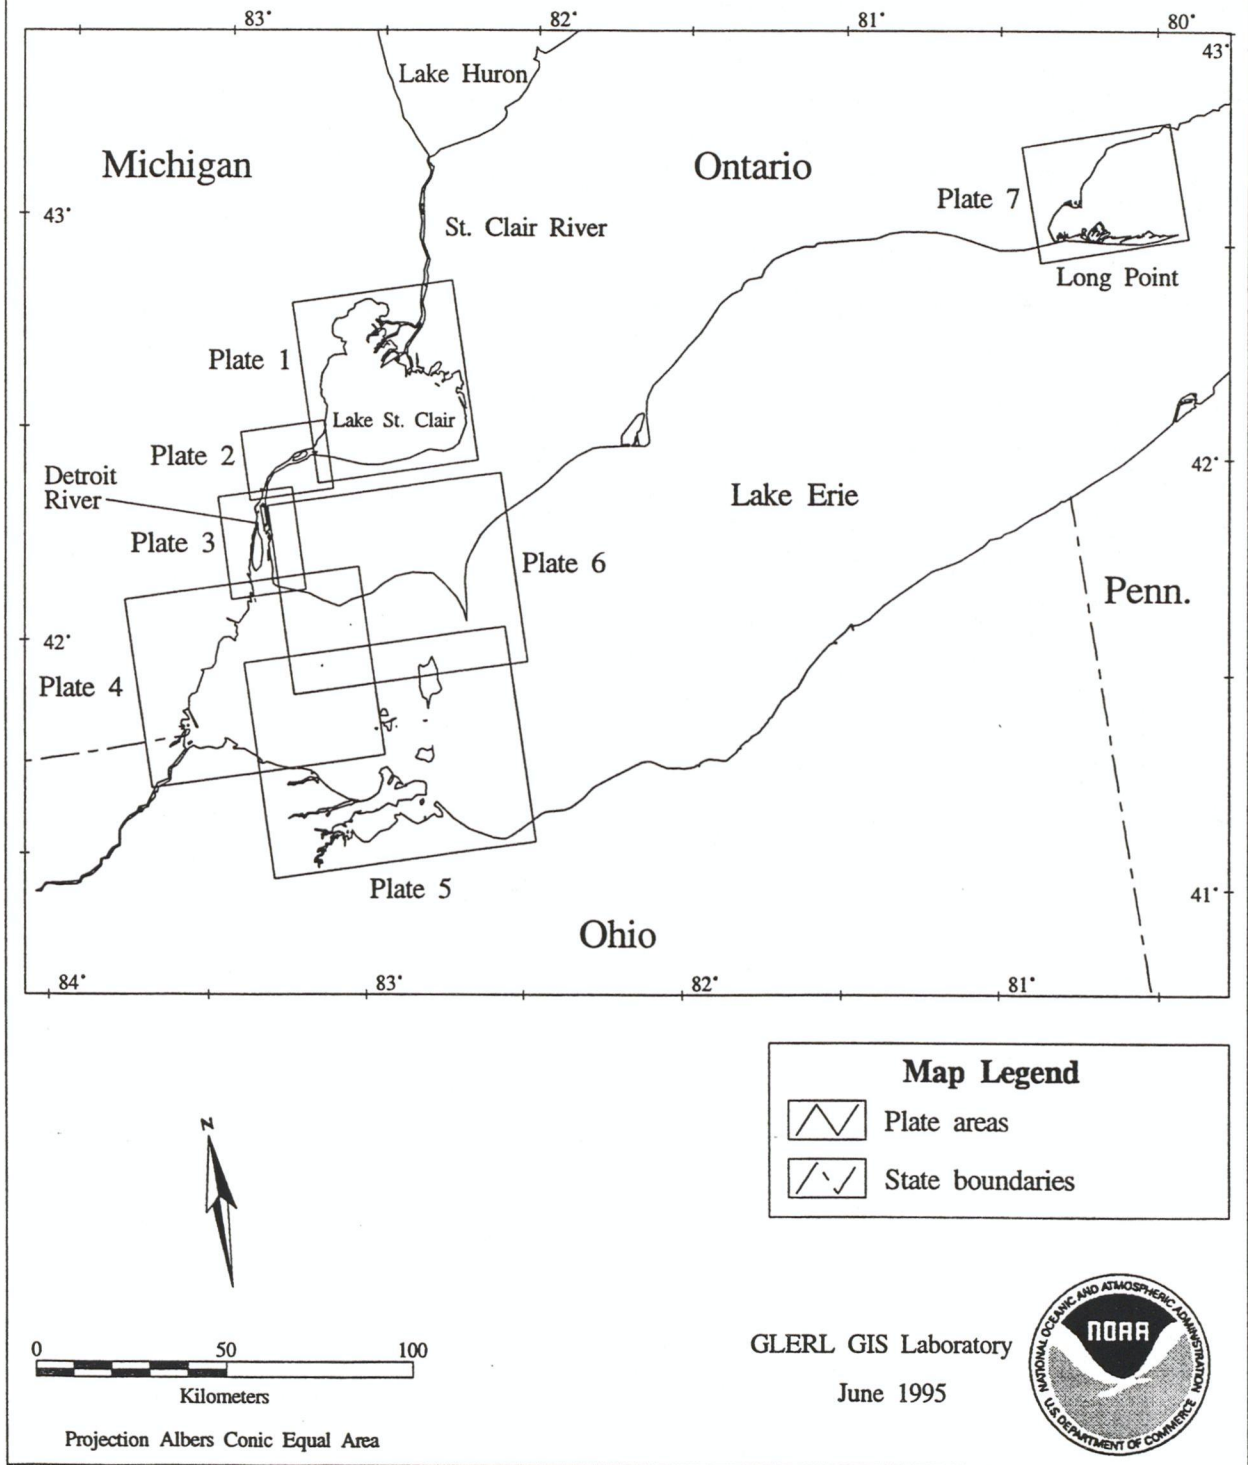 83°
82°
81°
80°
43°
Lake Huron
Michigan
Ontario
Plate 7
43°
St. Clair River
Long Point
Plate 1
Lake St. Clair
Plate 2
42°
Detroit
River
Lake Erie
Plate 3
Plate 6
Penn.
42°
Plate 4
Plate 5
41°
Ohio
84°
83°
82°
81°
Map Legend
Plate areas
State boundaries
N
0 50 100
Kilometers
Projection Albers Conic Equal Area
GLERL GIS Laboratory
June 1995
NATIONAL OCEANIC AND ATMOSPHERIC ADMINISTRATION
NOAA
U.S. DEPARTMENT OF COMMERCE